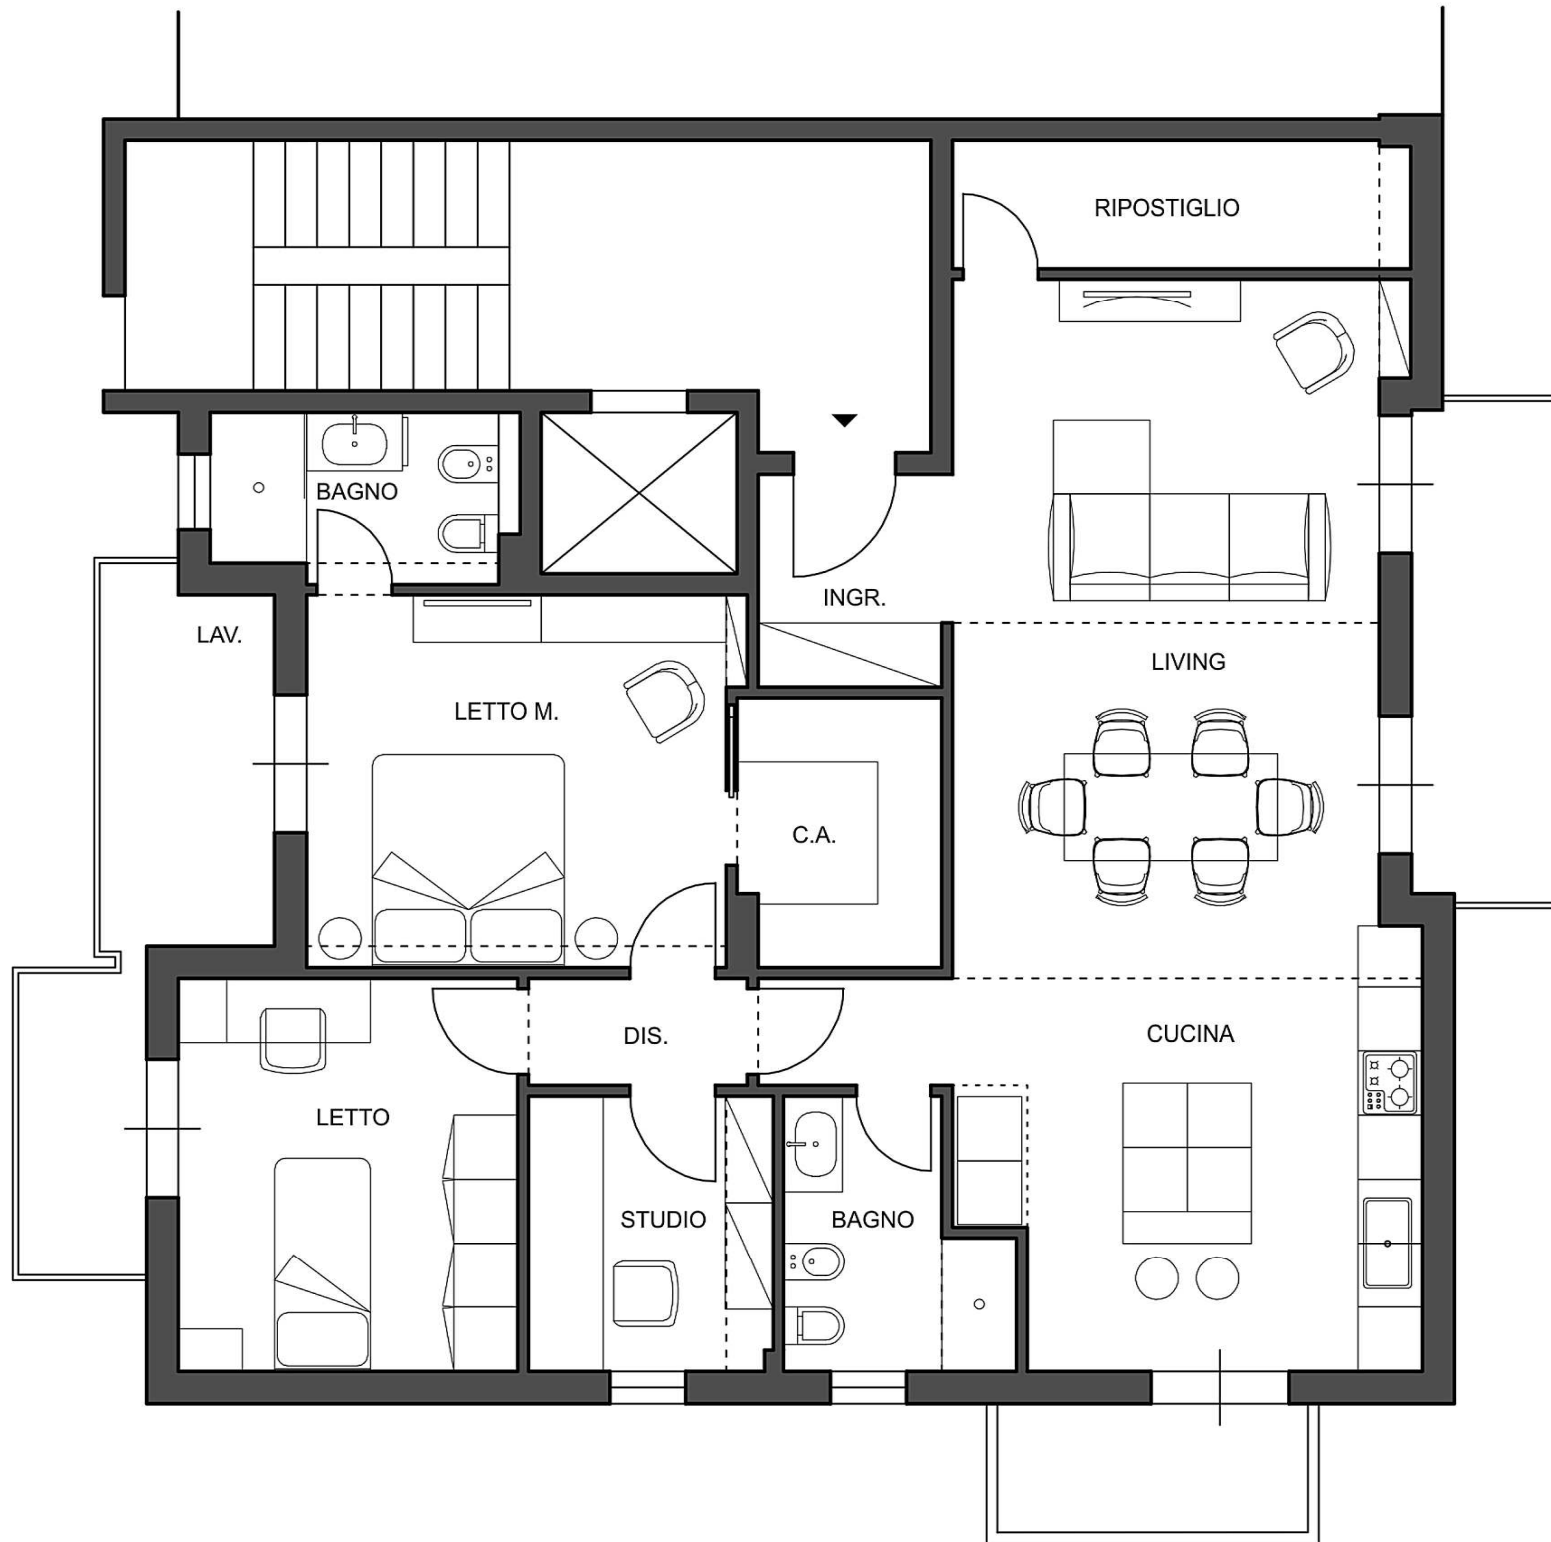 RIPOSTIGLIO
BAGNO
INGR.
LAV.
LIVING
LETTO M.
C.A.
DIS.
CUCINA
LETTO
STUDIO
BAGNO